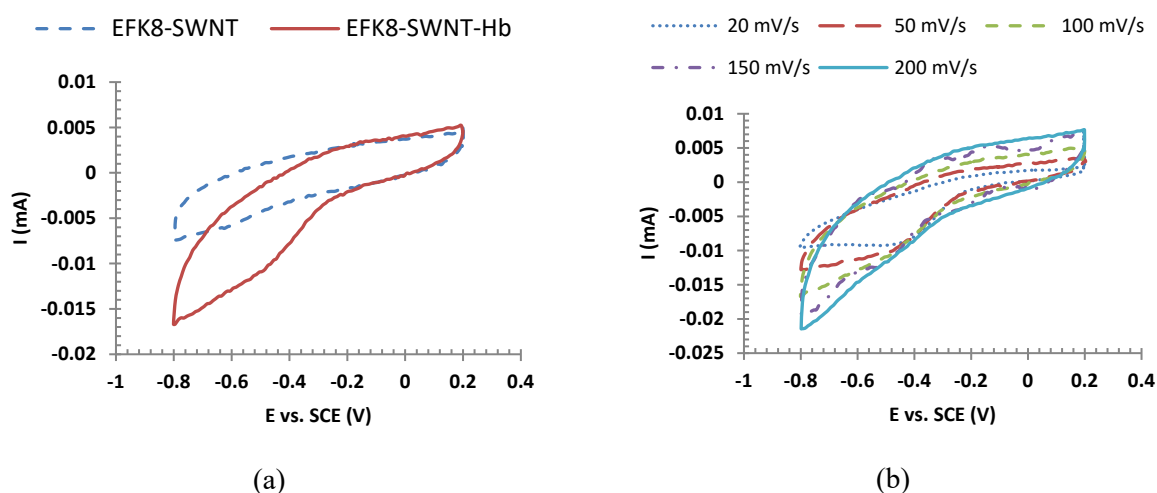 EFK8-SWNT EFK8-SWNT-Hb
0.01
0.005
0
-0.005
-0.01
-0.015
-0.02
I (mA)
-1 -0.8 -0.6 -0.4 -0.2 0 0.2 0.4
E vs. SCE (V)
(a)
20 mV/s 50 mV/s 100 mV/s
150 mV/s 200 mV/s
0.01
0.005
0
-0.005
-0.01
-0.015
-0.02
-0.025
I (mA)
-1 -0.8 -0.6 -0.4 -0.2 0 0.2 0.4
E vs. SCE (V)
(b)